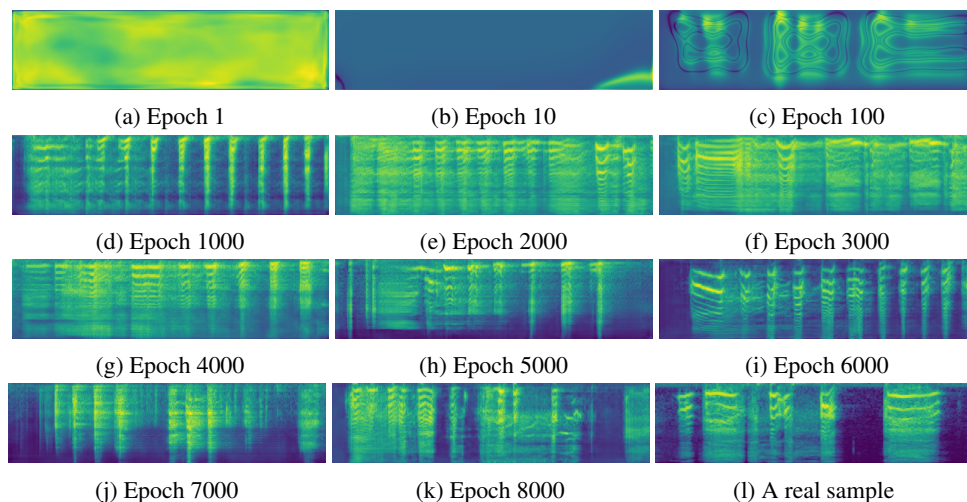 (a) Epoch 1
(b) Epoch 10
(c) Epoch 100
(d) Epoch 1000
(e) Epoch 2000
(f) Epoch 3000
(g) Epoch 4000
(h) Epoch 5000
(i) Epoch 6000
(j) Epoch 7000
(k) Epoch 8000
(l) A real sample